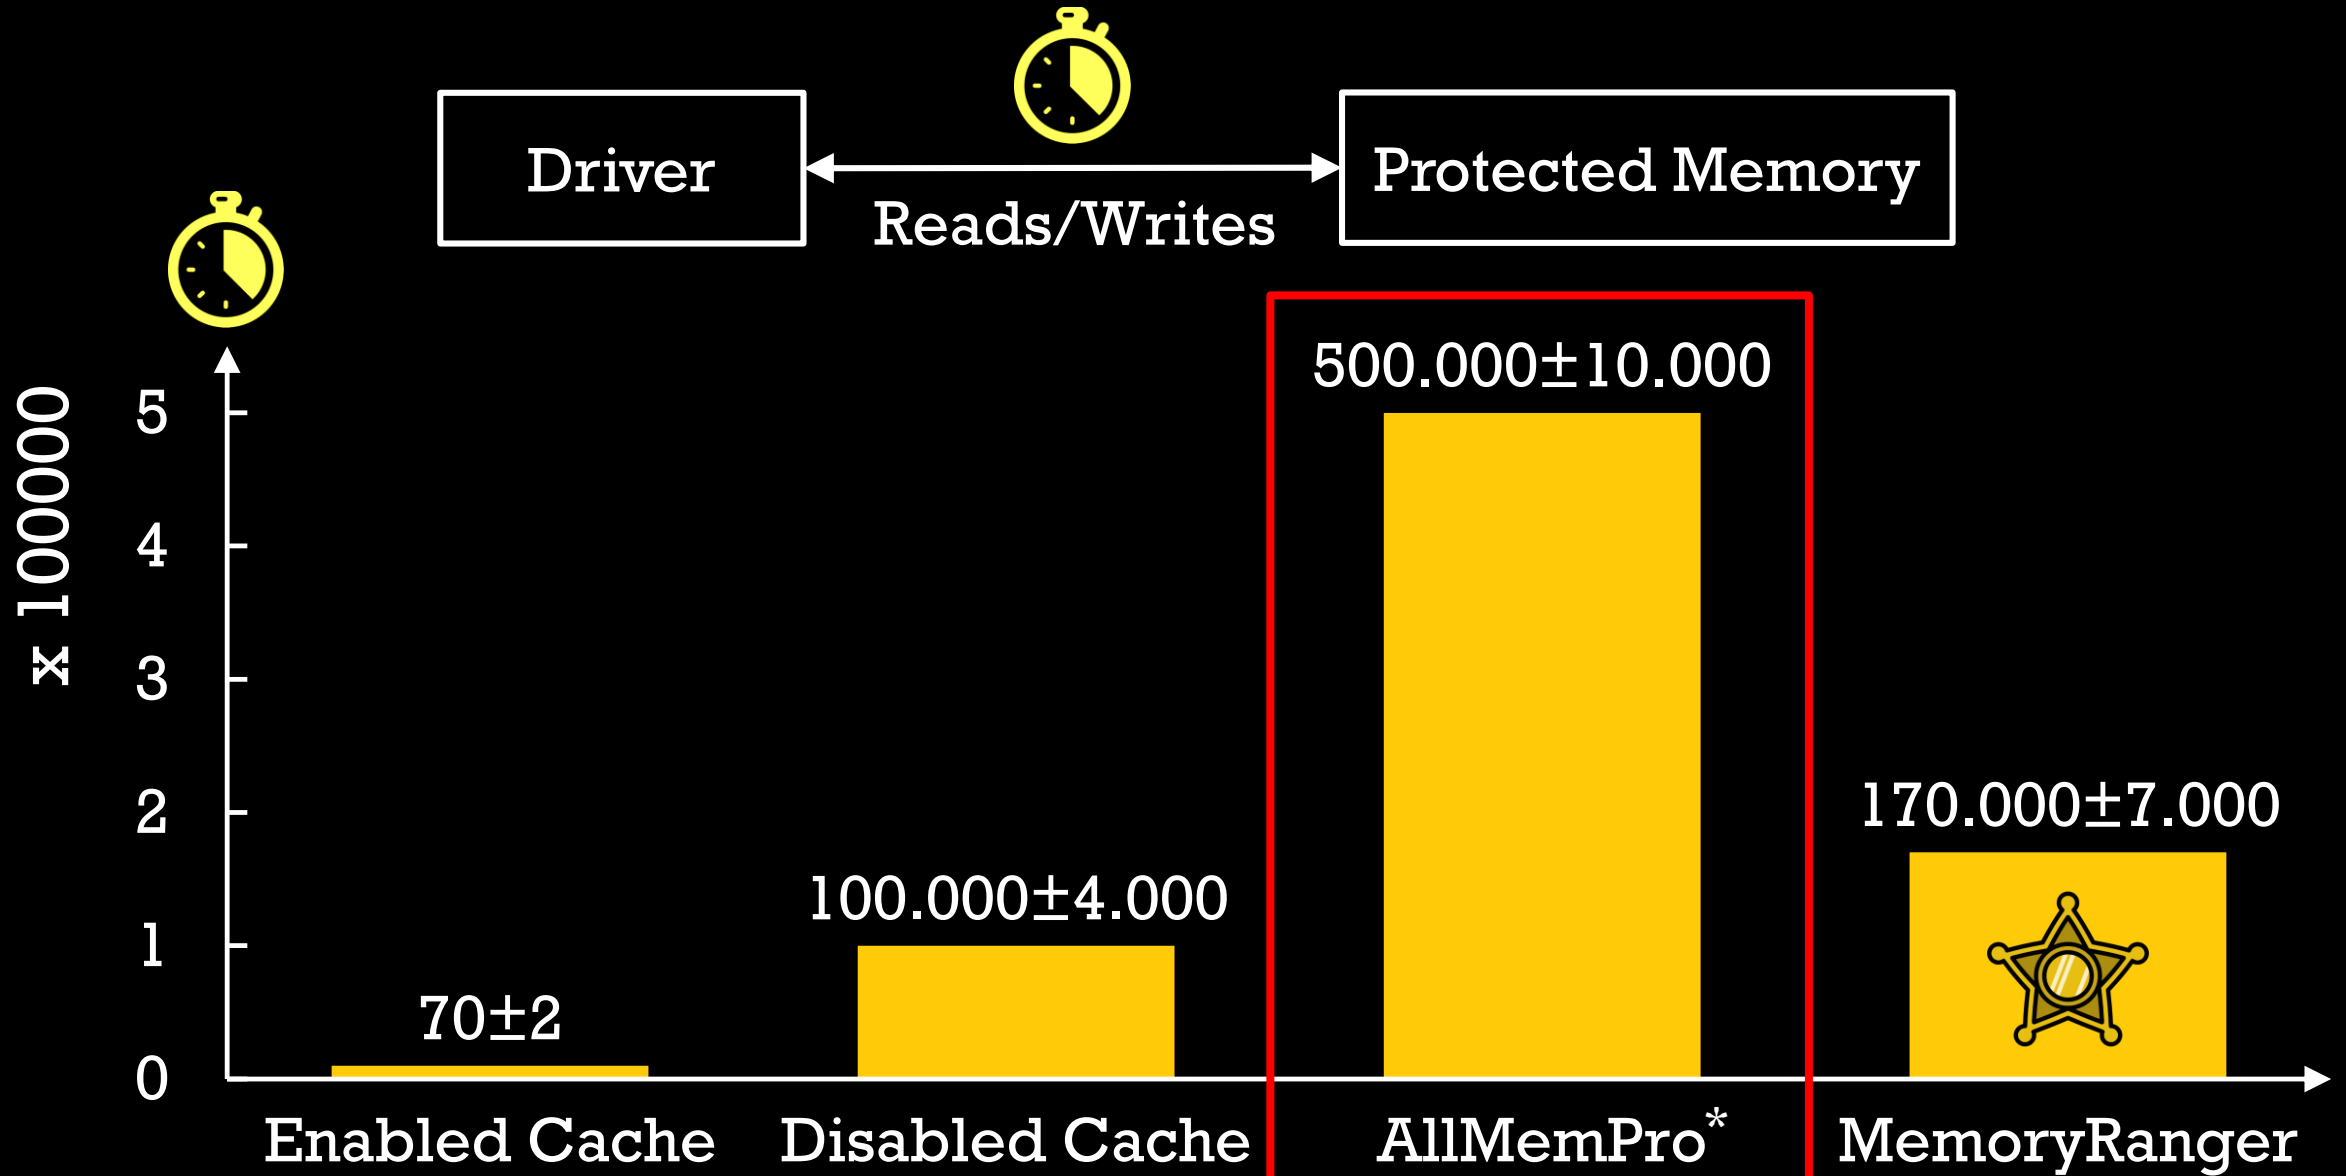 Driver
Reads/Writes
Protected Memory
x 100000
5
4
3
2
1
0
70±2
100.000±4.000
500.000±10.000
170.000±7.000
Enabled Cache
Disabled Cache
AllMemPro*
MemoryRanger